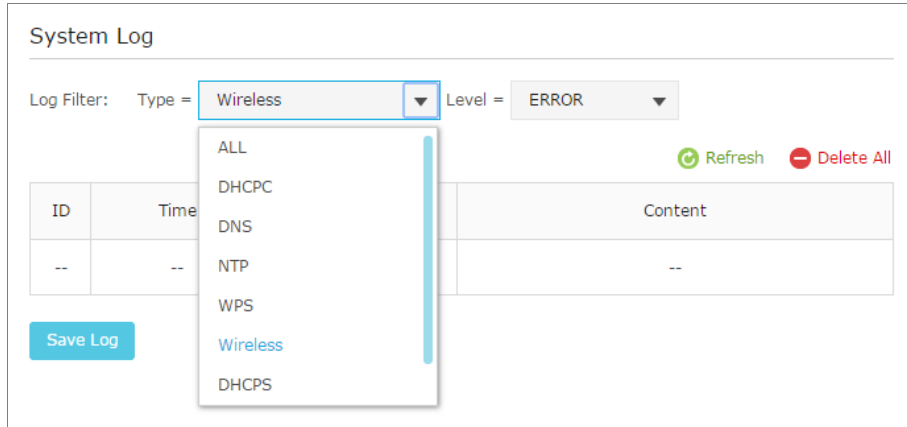 System Log
Log Filter: Type = Wireless Level = ERROR
ALL
Refresh Delete All
DHCPC
ID Time Content
DNS
-- -- --
NTP
WPS
Save Log
Wireless
DHCPS